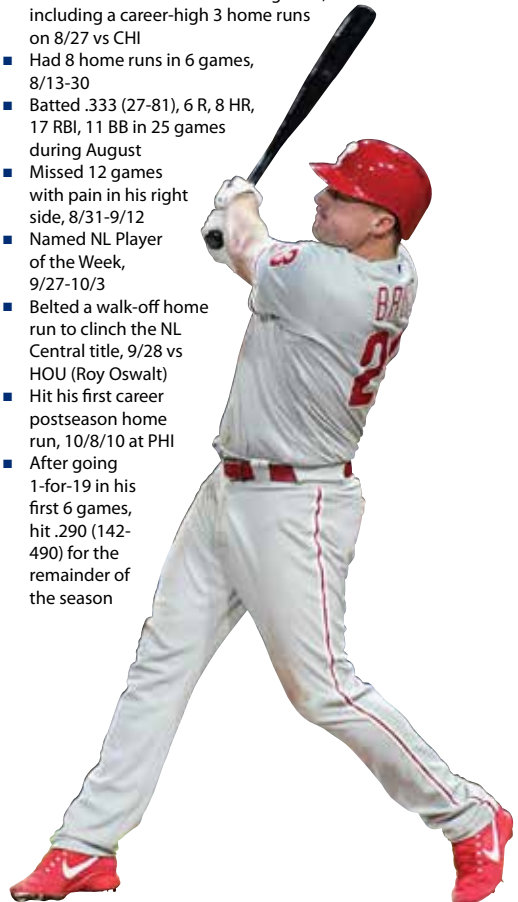 including a career-high 3 home runs
on 8/27 vs CHI
■ Had 8 home runs in 6 games,
8/13-30
■ Batted .333 (27-81), 6 R, 8 HR,
17 RBI, 11 BB in 25 games
during August
■ Missed 12 games
with pain in his right
side, 8/31-9/12
■ Named NL Player
of the Week,
9/27-10/3
■ Belted a walk-off home
run to clinch the NL
Central title, 9/28 vs
HOU (Roy Oswalt)
■ Hit his first career
postseason home
run, 10/8/10 at PHI
■ After going
1-for-19 in his
first 6 games,
hit .290 (142-
490) for the
remainder of
the season